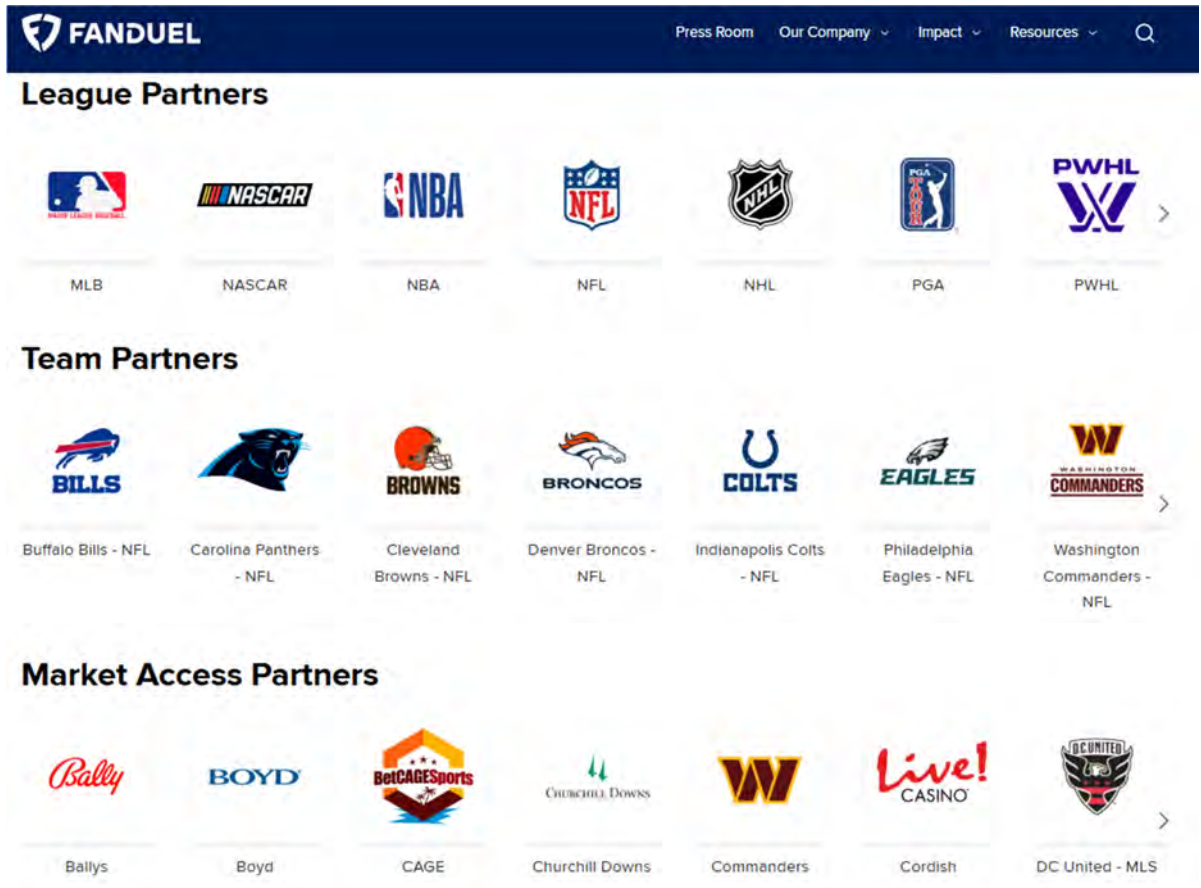 FANDUEL Press Room Our Company Impact Resources
League Partners
MAJOR LEAGUE BASEBALL NASCAR NBA NFL NHL PGA TOUR PWHL
MLB NASCAR NBA NFL NHL PGA PWHL
Team Partners
BILLS BROWNS BRONCOS COLTS EAGLES W WASHINGTON COMMANDERS
Buffalo Bills - NFL Carolina Panthers Cleveland Denver Broncos - Indianapolis Colts Philadelphia Washington
- NFL Browns - NFL NFL - NFL Eagles - NFL Commanders -
NFL
Market Access Partners
Bally BOYD BetCAGESports CHURCHILL DOWNS W Live! CASINO D.C.UNITED
Ballys Boyd CAGE Churchill Downs Commanders Cordish DC United - MLS